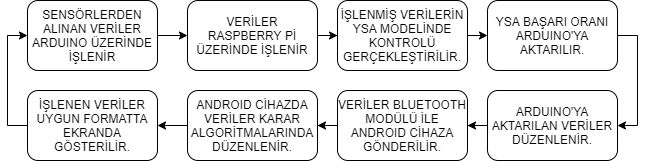 SENSÖRLERDEN
ALINAN VERİLER
ARDUINO ÜZERİNDE
İŞLENİR
VERİLER
RASPBERRY Pİ
ÜZERİNDE İŞLENİR
İŞLENMİŞ VERİLERİN
YSA MODELİNDE
KONTROLÜ
GERÇEKLEŞTİRİLİR.
YSA BAŞARI ORANI
ARDUINO'YA
AKTARILIR.
ARDUINO'YA
AKTARILAN VERİLER
DÜZENLENİR.
VERİLER BLUETOOTH
MODÜLÜ İLE
ANDROID CİHAZA
GÖNDERİLİR.
ANDROID CİHAZDA
VERİLER KARAR
ALGORİTMALARINDA
DÜZENLENİR.
İŞLENEN VERİLER
UYGUN FORMATTA
EKRANDA
GÖSTERİLİR.